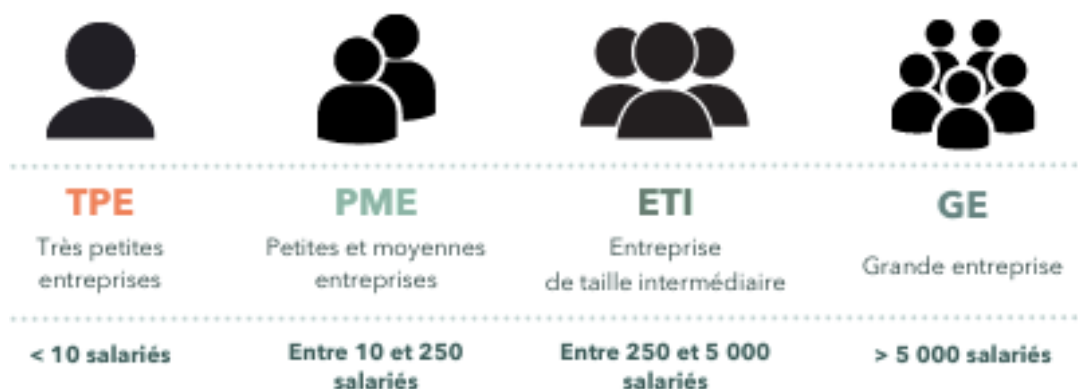 TPE
Très petites
entreprises
< 10 salariés
PME
Petites et moyennes
entreprises
Entre 10 et 250
salariés
ETI
Entreprise
de taille intermédiaire
Entre 250 et 5 000
salariés
GE
Grande entreprise
> 5 000 salariés